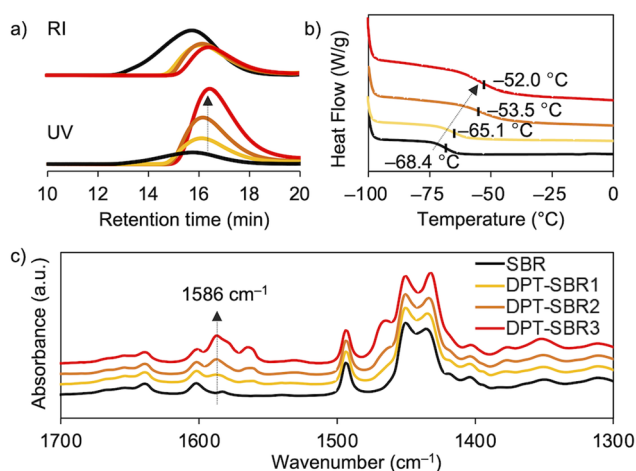 a)
RI
UV
10 12 14 16 18 20
Retention time (min)
b)
Heat Flow (W/g)
−52.0 °C
−53.5 °C
−65.1 °C
−68.4 °C
−100 −75 −50 −25 0
Temperature (°C)
c)
Absorbance (a.u.)
1586 cm⁻¹
SBR
DPT-SBR1
DPT-SBR2
DPT-SBR3
1700 1600 1500 1400 1300
Wavenumber (cm⁻¹)